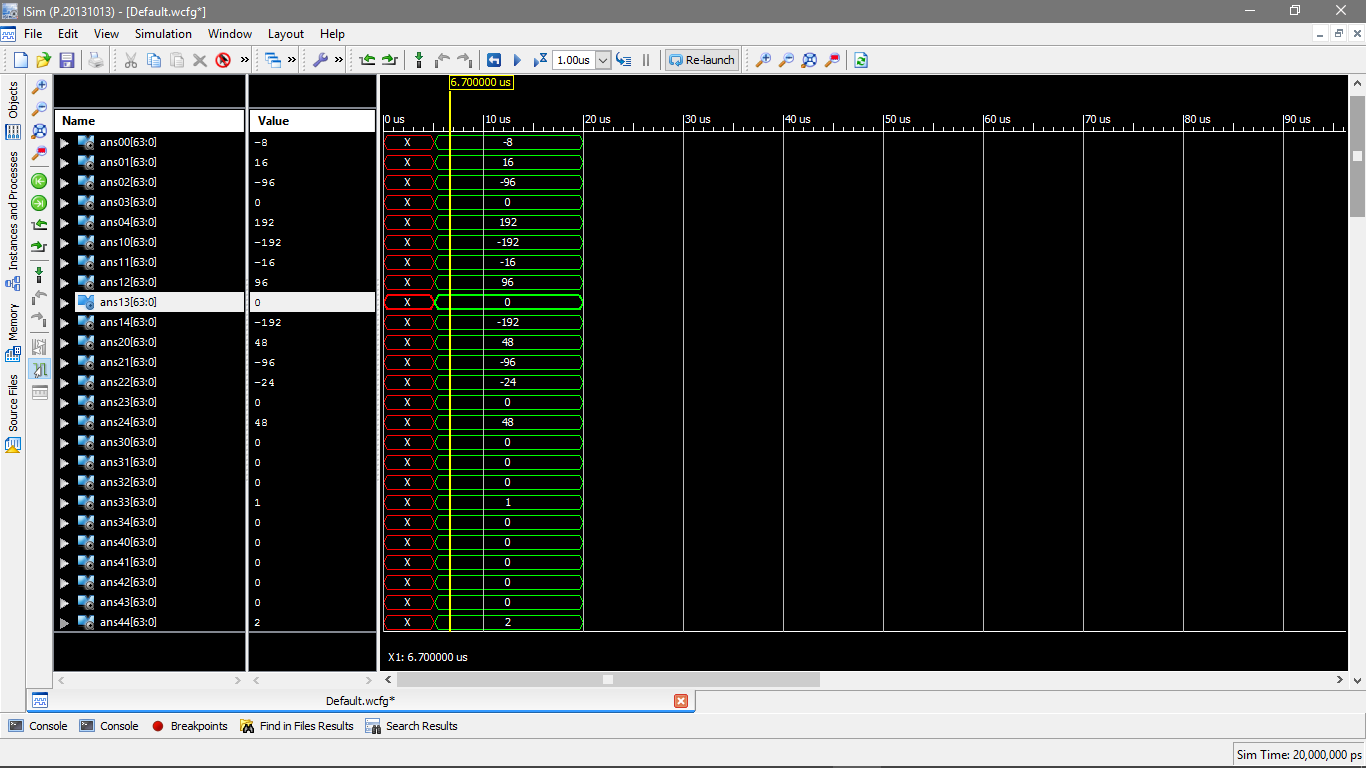 ISim (P.20131013) - [Default.wcfg*]
File Edit View Simulation Window Layout Help
» » » 1.00us Re-launch
6.700000 us
Objects
Instances and Processes
Memory
Source Files
Name Value 0 us 10 us 20 us 30 us 40 us 50 us 60 us 70 us 80 us 90 us
ans00[63:0] -8 X -8
ans01[63:0] 16 X 16
ans02[63:0] -96 X -96
ans03[63:0] 0 X 0
ans04[63:0] 192 X 192
ans10[63:0] -192 X -192
ans11[63:0] -16 X -16
ans12[63:0] 96 X 96
ans13[63:0] 0 X 0
ans14[63:0] -192 X -192
ans20[63:0] 48 X 48
ans21[63:0] -96 X -96
ans22[63:0] -24 X -24
ans23[63:0] 0 X 0
ans24[63:0] 48 X 48
ans30[63:0] 0 X 0
ans31[63:0] 0 X 0
ans32[63:0] 0 X 0
ans33[63:0] 1 X 1
ans34[63:0] 0 X 0
ans40[63:0] 0 X 0
ans41[63:0] 0 X 0
ans42[63:0] 0 X 0
ans43[63:0] 0 X 0
ans44[63:0] 2 X 2
X1: 6.700000 us
Default.wcfg*
Console Console Breakpoints Find in Files Results Search Results
Sim Time: 20,000,000 ps